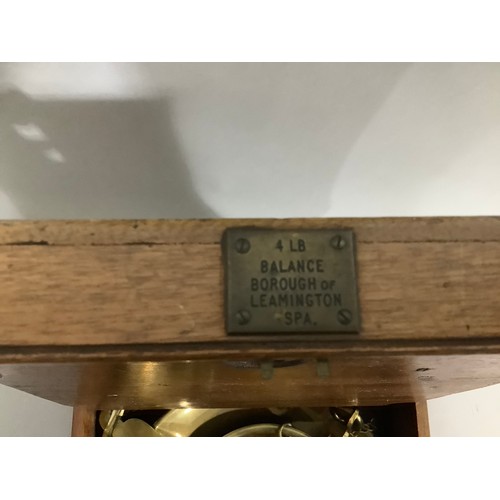 4 LB
BALANCE
BOROUGH OF
LEAMINGTON
SPA.